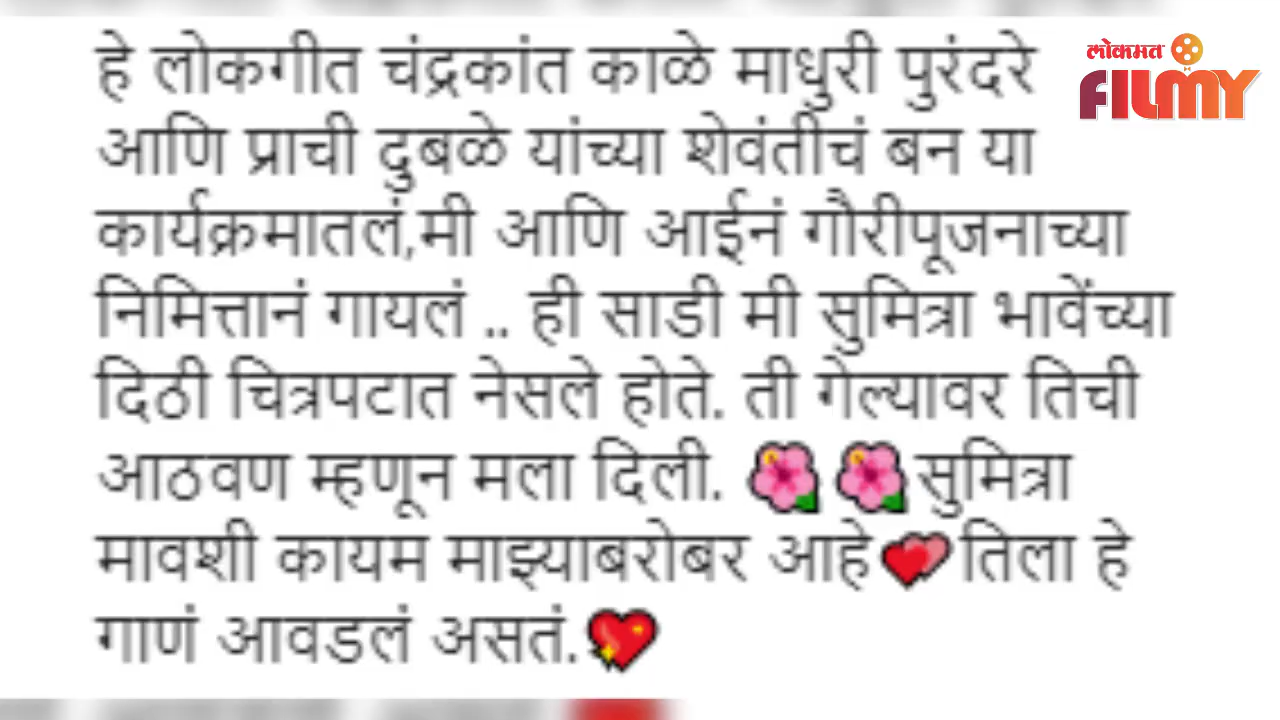 हे लोकगीत चंद्रकांत काळे माधुरी पुरंदरे
आणि प्राची दुबळे यांच्या शेवंतीचं बन या
कार्यक्रमातलं,मी आणि आईनं गौरीपूजनाच्या
निमित्तानं गायलं .. ही साडी मी सुमित्रा भावेंच्या
दिठी चित्रपटात नेसले होते. ती गेल्यावर तिची
आठवण म्हणून मला दिली. 🌺🌺सुमित्रा
मावशी कायम माझ्याबरोबर आहे💕तिला हे
गाणं आवडलं असतं.💖
लोकमत
FILMY